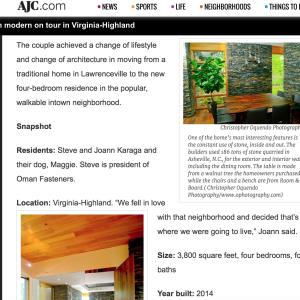 AJC.com
NEWS
SPORTS
LIFE
NEIGHBORHOODS
THINGS TO
modern on tour in Virginia-Highland
The couple achieved a change of lifestyle
and change of architecture in moving from a
traditional home in Lawrenceville to the new
four-bedroom residence in the popular,
walkable intown neighborhood.
Snapshot
Residents: Steve and Joann Karaga and
their dog, Maggie. Steve is president of
Oman Fasteners.
Location: Virginia-Highland. "We fell in love
with that neighborhood and decided that's
where we were going to live," Joann said.
Size: 3,800 square feet, four bedrooms, fo
baths
Year built: 2014
Christopher Oquendo Photograph
One of the home's most interesting features is
the constant use of stone, inside and out. The
builders used 186 tons of stone quarried in
Asheville, N.C., for the exterior and interior wal
including the dining room. The table is made
from a walnut tree the homeowners purchased
while the chairs and a bench are from Room &
Board.( Christopher Oquendo
Photography/www.ophotography.com)